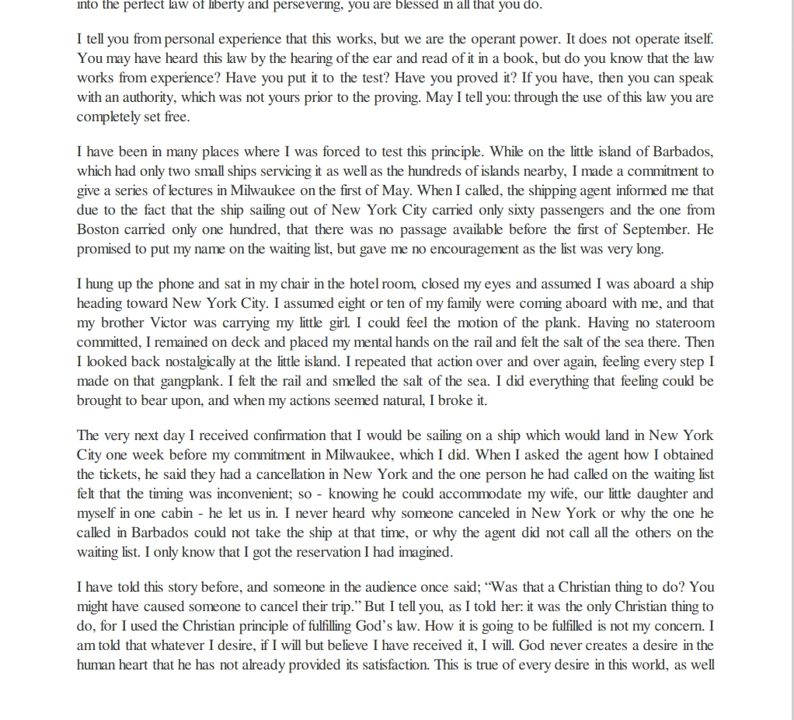 into the perfect law of liberty and persevering, you are blessed in all that you do.
I tell you from personal experience that this works, but we are the operant power. It does not operate itself.
You may have heard this law by the hearing of the ear and read of it in a book, but do you know that the law
works from experience? Have you put it to the test? Have you proved it? If you have, then you can speak
with an authority, which was not yours prior to the proving. May I tell you: through the use of this law you are
completely set free.
I have been in many places where I was forced to test this principle. While on the little island of Barbados,
which had only two small ships servicing it as well as the hundreds of islands nearby, I made a commitment to
give a series of lectures in Milwaukee on the first of May. When I called, the shipping agent informed me that
due to the fact that the ship sailing out of New York City carried only sixty passengers and the one from
Boston carried only one hundred, that there was no passage available before the first of September. He
promised to put my name on the waiting list, but gave me no encouragement as the list was very long.
I hung up the phone and sat in my chair in the hotel room, closed my eyes and assumed I was aboard a ship
heading toward New York City. I assumed eight or ten of my family were coming aboard with me, and that
my brother Victor was carrying my little girl. I could feel the motion of the plank. Having no stateroom
committed, I remained on deck and placed my mental hands on the rail and felt the salt of the sea there. Then
I looked back nostalgically at the little island. I repeated that action over and over again, feeling every step I
made on that gangplank. I felt the rail and smelled the salt of the sea. I did everything that feeling could be
brought to bear upon, and when my actions seemed natural, I broke it.
The very next day I received confirmation that I would be sailing on a ship which would land in New York
City one week before my commitment in Milwaukee, which I did. When I asked the agent how I obtained
the tickets, he said they had a cancellation in New York and the one person he had called on the waiting list
felt that the timing was inconvenient; so - knowing he could accommodate my wife, our little daughter and
myself in one cabin - he let us in. I never heard why someone canceled in New York or why the one he
called in Barbados could not take the ship at that time, or why the agent did not call all the others on the
waiting list. I only know that I got the reservation I had imagined.
I have told this story before, and someone in the audience once said; “Was that a Christian thing to do? You
might have caused someone to cancel their trip.” But I tell you, as I told her: it was the only Christian thing to
do, for I used the Christian principle of fulfilling God’s law. How it is going to be fulfilled is not my concern. I
am told that whatever I desire, if I will but believe I have received it, I will. God never creates a desire in the
human heart that he has not already provided its satisfaction. This is true of every desire in this world, as well